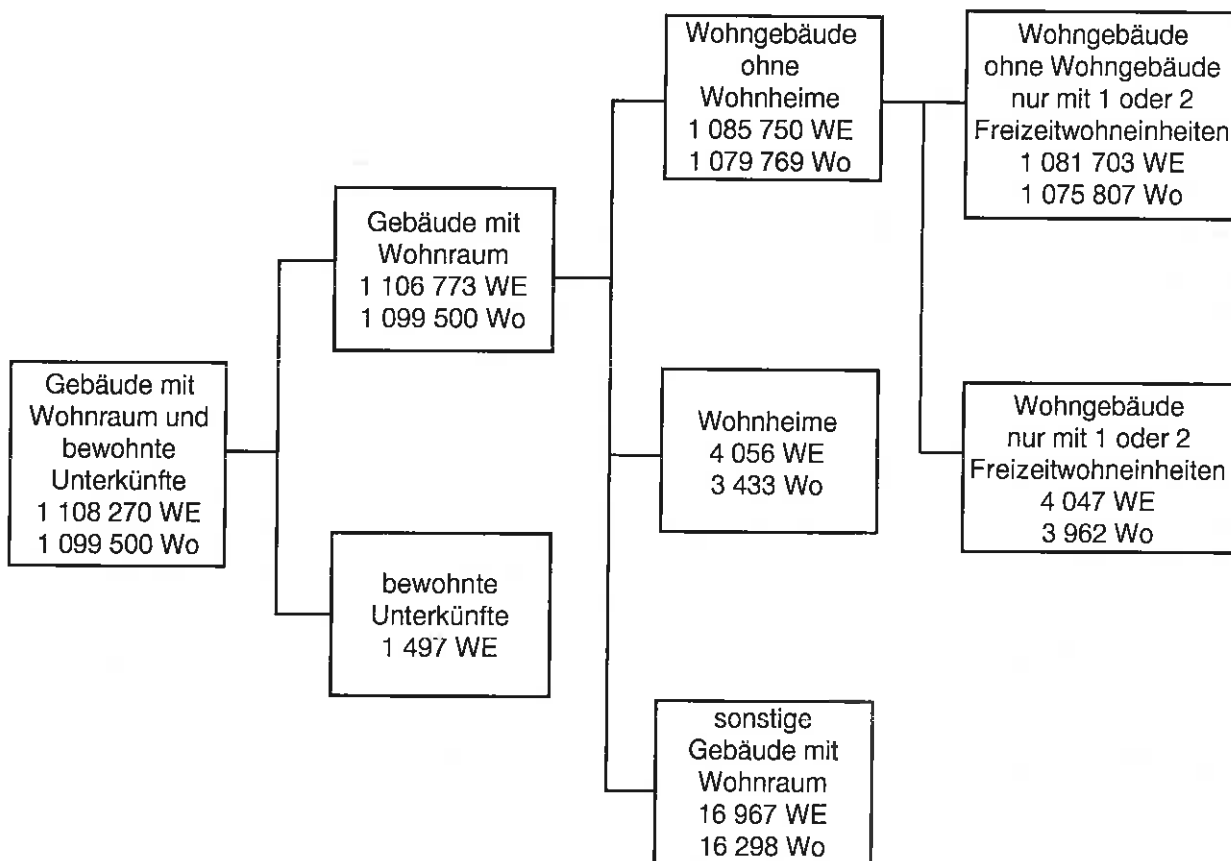 Gebäude mit
Wohnraum und
bewohnte
Unterkünfte
1 108 270 WE
1 099 500 Wo
Gebäude mit
Wohnraum
1 106 773 WE
1 099 500 Wo
bewohnte
Unterkünfte
1 497 WE
Wohngebäude
ohne
Wohnheime
1 085 750 WE
1 079 769 Wo
Wohnheime
4 056 WE
3 433 Wo
sonstige
Gebäude mit
Wohnraum
16 967 WE
16 298 Wo
Wohngebäude
ohne Wohngebäude
nur mit 1 oder 2
Freizeitwohneinheiten
1 081 703 WE
1 075 807 Wo
Wohngebäude
nur mit 1 oder 2
Freizeitwohneinheiten
4 047 WE
3 962 Wo